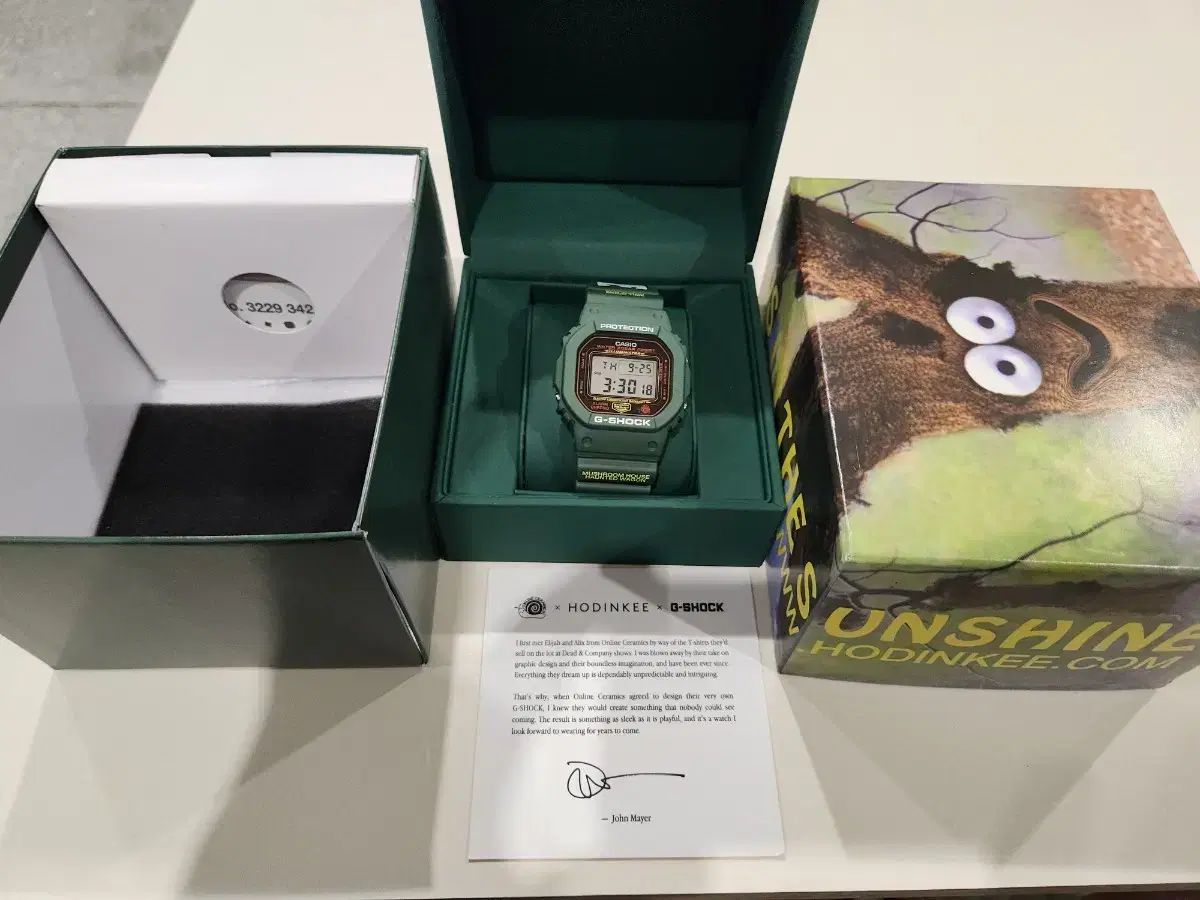 o. 3229 342
PROTECTION
CASIO
WATER 20BAR RESIST
TH 9-25
3:30 18
G-SHOCK
MUSHROOM HOUSE
HAUNTED WAGON
THE S
UNSHINE
HODINKEE.COM
× HODINKEE × G-SHOCK
I first met Elijah and Alix from Online Ceramics by way of the T-shirts they'd
sell on the lot at Dead & Company shows. I was blown away by their take on
graphic design and their boundless imagination, and have been ever since.
Everything they dream up is dependably unpredictable and intriguing.
That's why, when Online Ceramics agreed to design their very own
G-SHOCK, I knew they would create something that nobody could see
coming. The result is something as sleek as it is playful, and it's a watch I
look forward to wearing for years to come.
— John Mayer